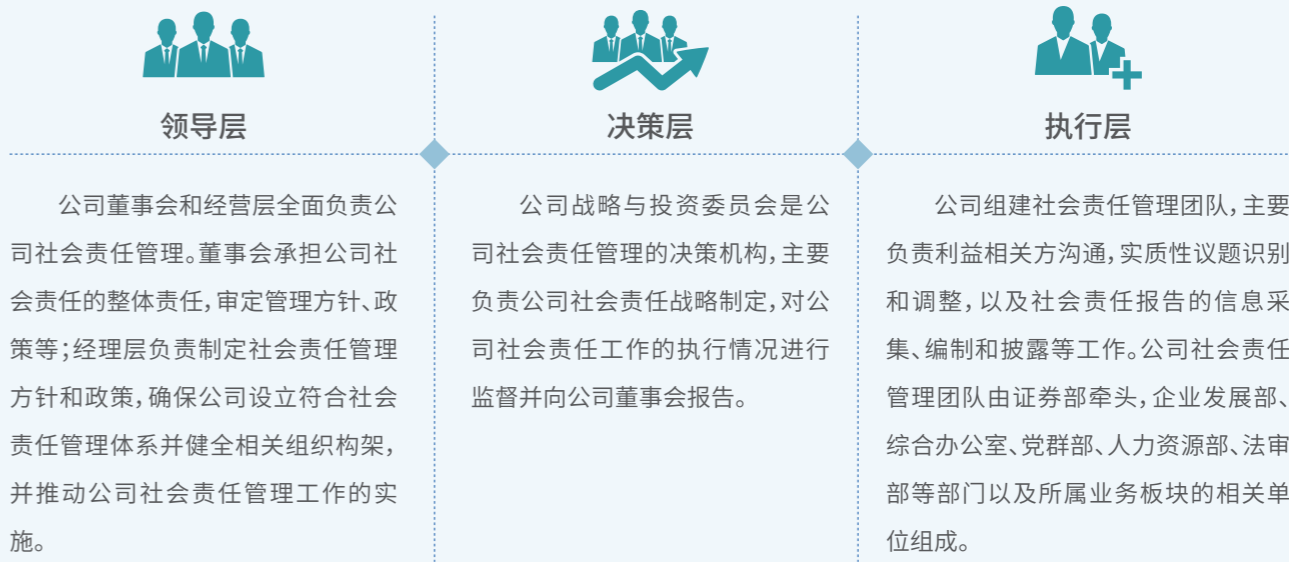 领导层
公司董事会和经营层全面负责公
司社会责任管理。董事会承担公司社
会责任的整体责任，审定管理方针、政
策等；经理层负责制定社会责任管理
方针和政策，确保公司设立符合社会
责任管理体系并健全相关组织构架，
并推动公司社会责任管理工作的实
施。
决策层
公司战略与投资委员会是公
司社会责任管理的决策机构，主要
负责公司社会责任战略制定，对公
司社会责任工作的执行情况进行
监督并向公司董事会报告。
执行层
公司组建社会责任管理团队，主要
负责利益相关方沟通，实质性议题识别
和调整，以及社会责任报告的信息采
集、编制和披露等工作。公司社会责任
管理团队由证券部牵头，企业发展部、
综合办公室、党群部、人力资源部、法审
部等部门以及所属业务板块的相关单
位组成。